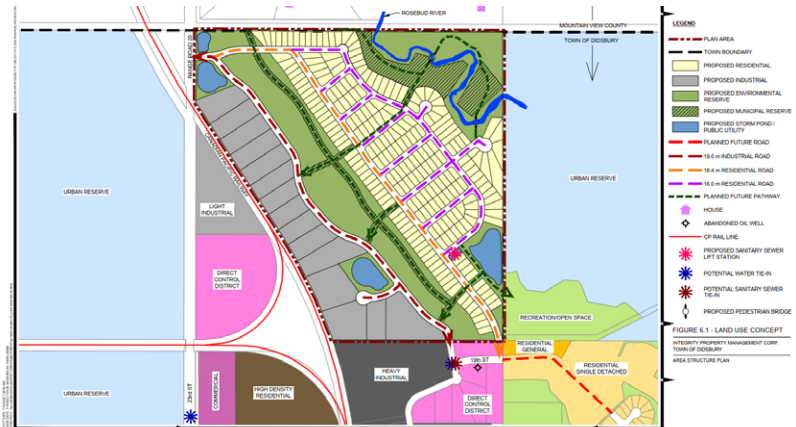 ROSEBUD RIVER
MOUNTAIN VIEW COUNTY
TOWN OF DIDSBURY
RANGE ROAD 20
CANADIAN PACIFIC RAILWAY
URBAN RESERVE
URBAN RESERVE
LIGHT
INDUSTRIAL
DIRECT
CONTROL
DISTRICT
RECREATION/OPEN SPACE
RESIDENTIAL
GENERAL
RESIDENTIAL
SINGLE DETACHED
19th ST
HEAVY
INDUSTRIAL
DIRECT
CONTROL
DISTRICT
URBAN RESERVE
23rd ST
COMMERCIAL
HIGH DENSITY
RESIDENTIAL
LEGEND
PLAN AREA
TOWN BOUNDARY
PROPOSED RESIDENTIAL
PROPOSED INDUSTRIAL
PROPOSED ENVIRONMENTAL
RESERVE
PROPOSED MUNICIPAL RESERVE
PROPOSED STORM POND /
PUBLIC UTILITY
PLANNED FUTURE ROAD
19.0 m INDUSTRIAL ROAD
18.4 m RESIDENTIAL ROAD
16.0 m RESIDENTIAL ROAD
PLANNED FUTURE PATHWAY
HOUSE
ABANDONED OIL WELL
CP RAIL LINE
PROPOSED SANITARY SEWER
LIFT STATION
POTENTIAL WATER TIE-IN
POTENTIAL SANITARY SEWER
TIE-IN
PROPOSED PEDESTRIAN BRIDGE
FIGURE 6.1 - LAND USE CONCEPT
INTEGRITY PROPERTY MANAGEMENT CORP.
TOWN OF DIDSBURY
AREA STRUCTURE PLAN